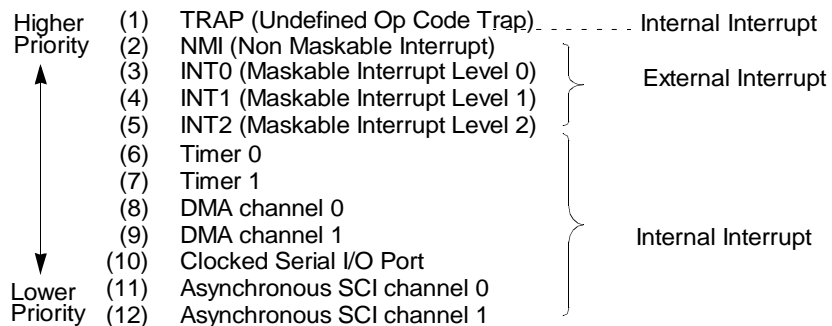 Higher Priority
(1) TRAP (Undefined Op Code Trap) Internal Interrupt
(2) NMI (Non Maskable Interrupt)
(3) INT0 (Maskable Interrupt Level 0)
External Interrupt
(4) INT1 (Maskable Interrupt Level 1)
(5) INT2 (Maskable Interrupt Level 2)
(6) Timer 0
(7) Timer 1
(8) DMA channel 0
(9) DMA channel 1
Internal Interrupt
(10) Clocked Serial I/O Port
Lower Priority
(11) Asynchronous SCI channel 0
(12) Asynchronous SCI channel 1